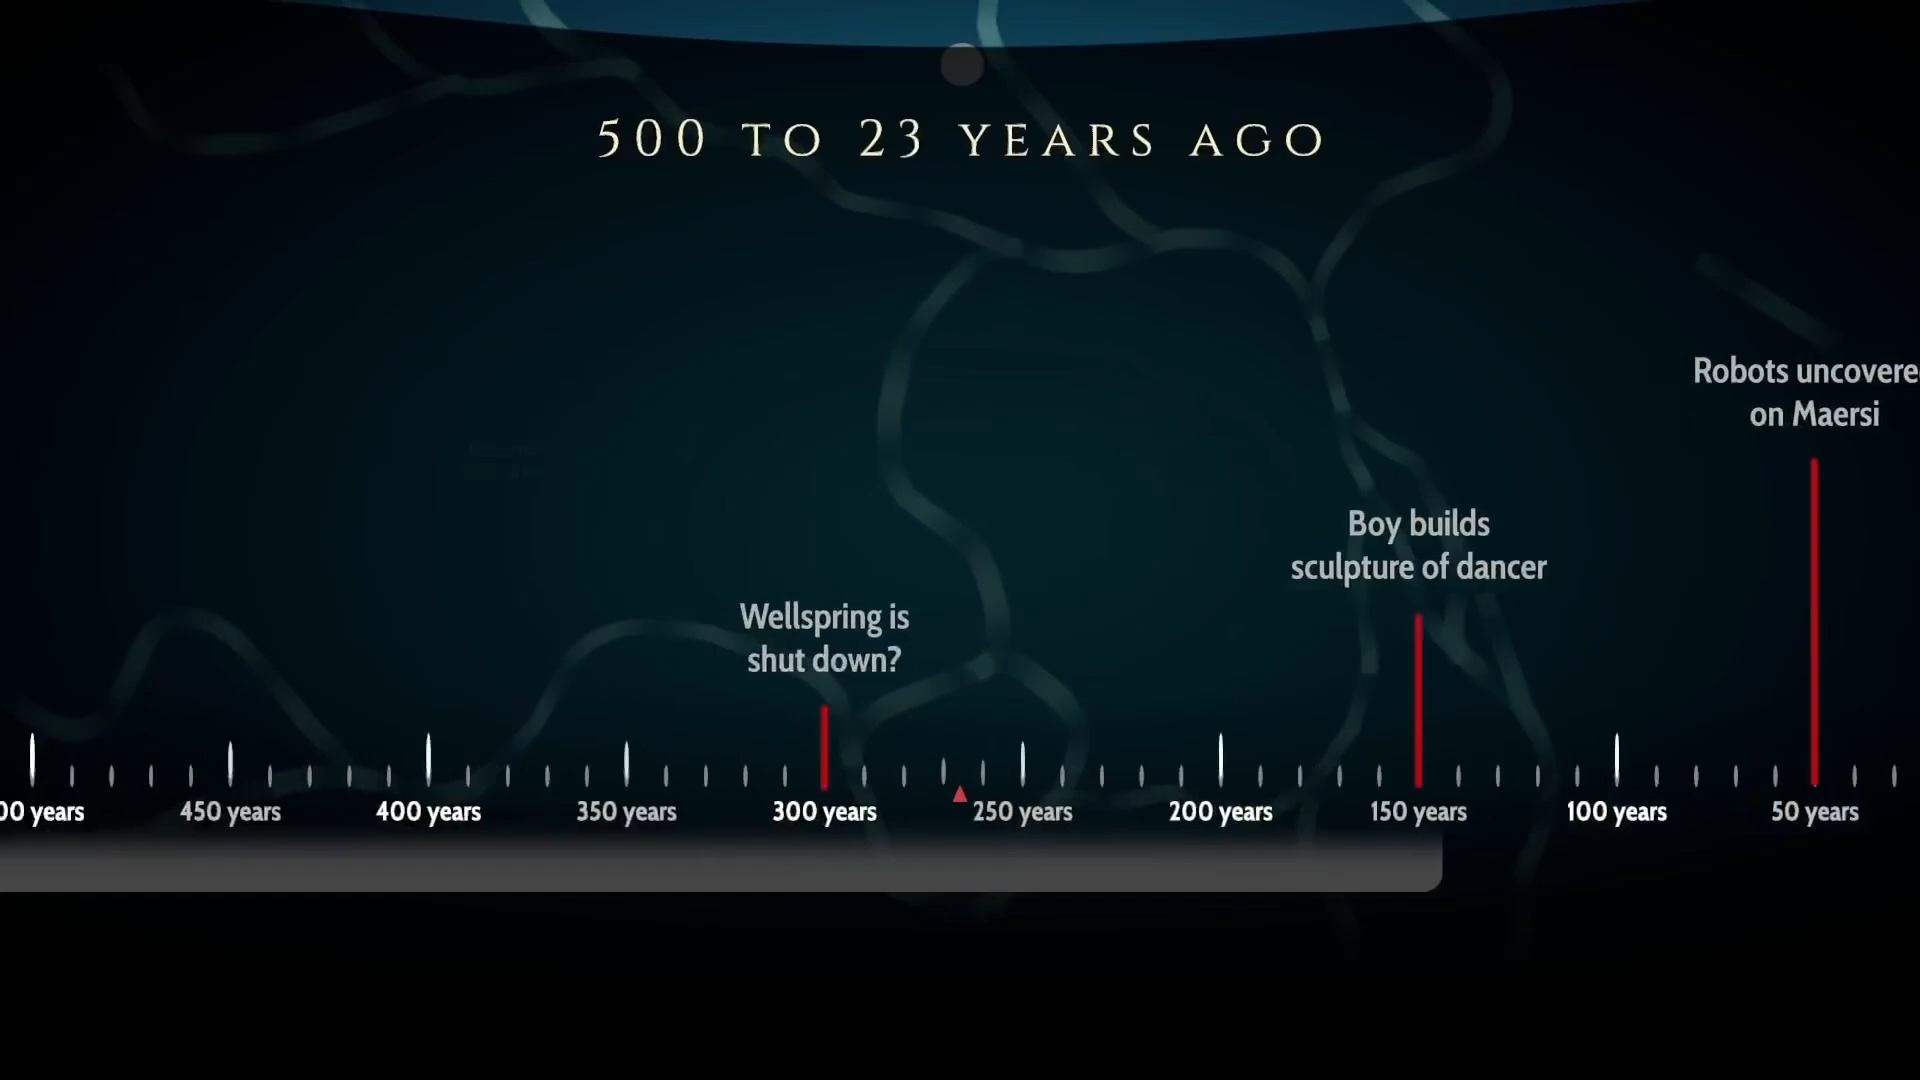 500 TO 23 YEARS AGO
Robots uncovere
on Maersi
Boy builds
sculpture of dancer
Wellspring is
shut down?
00 years
450 years
400 years
350 years
300 years
250 years
200 years
150 years
100 years
50 years